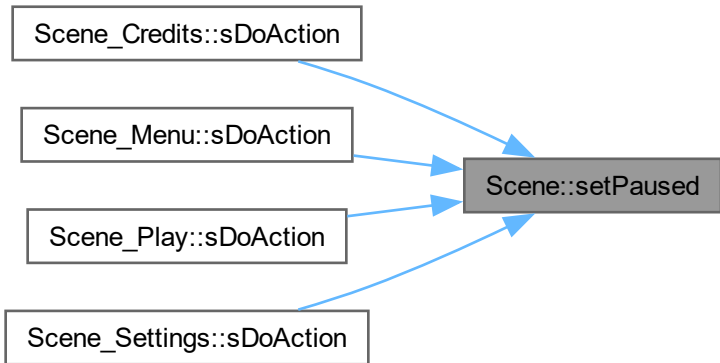 Scene_Credits::sDoAction
Scene_Menu::sDoAction
Scene::setPaused
Scene_Play::sDoAction
Scene_Settings::sDoAction